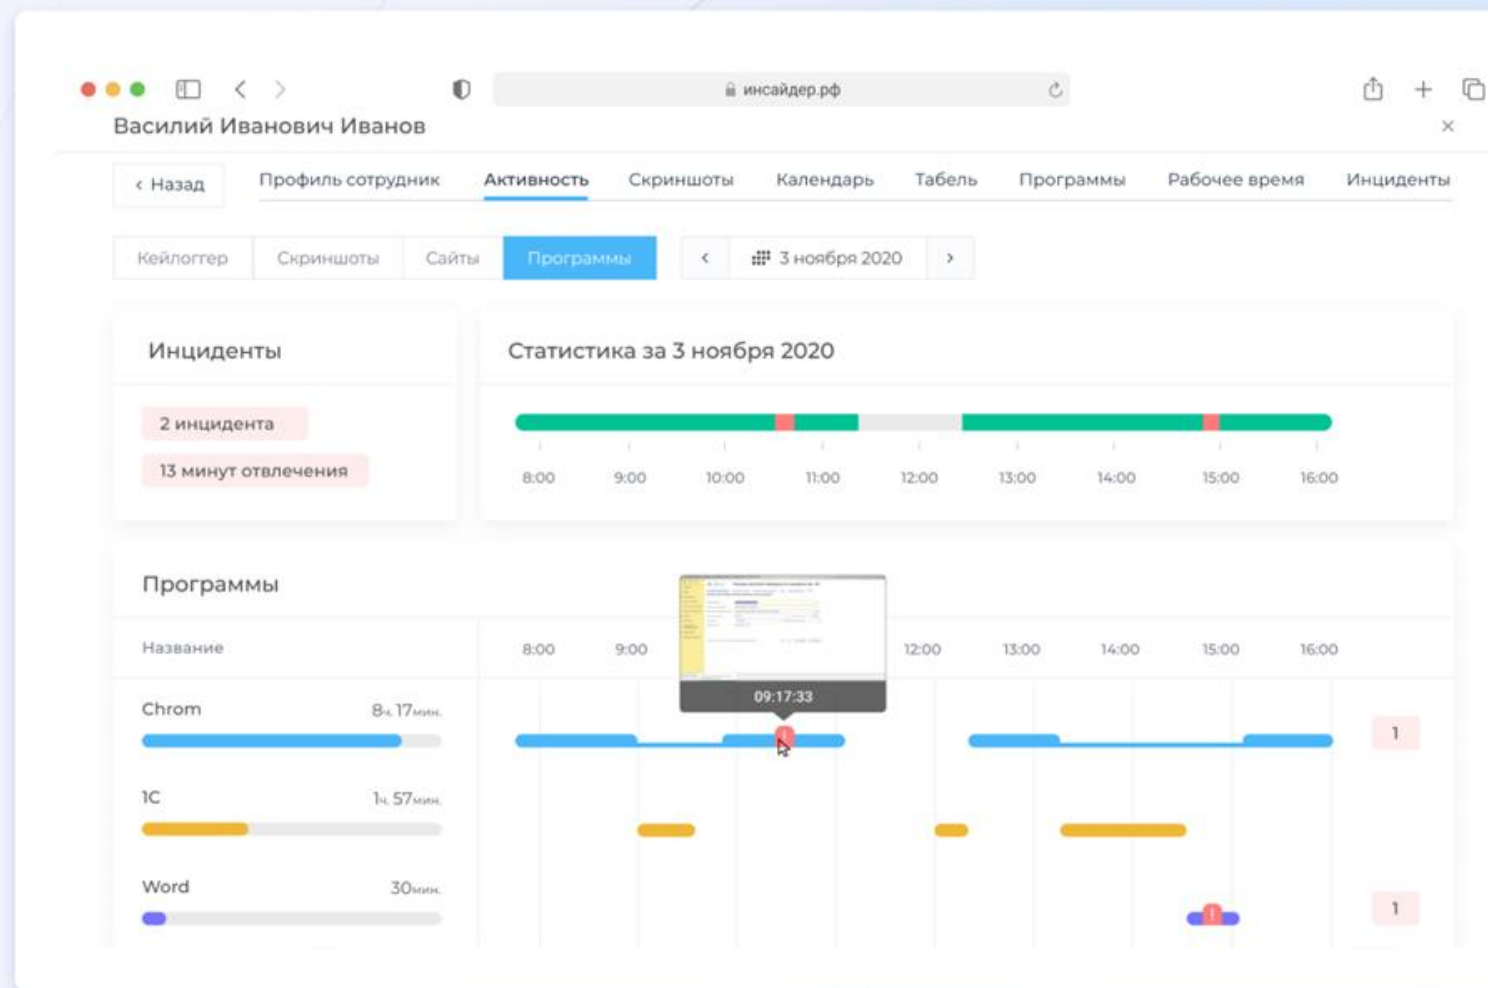 инсайдер.рф
Василий Иванович Иванов
Назад Профиль сотрудник Активность Скриншоты Календарь Табель Программы Рабочее время Инциденты
Кейлоггер Скриншоты Сайты Программы 3 ноября 2020
Инциденты
2 инцидента
13 минут отвлечения
Статистика за 3 ноября 2020
8:00 9:00 10:00 11:00 12:00 13:00 14:00 15:00 16:00
Программы
Название 8:00 9:00 12:00 13:00 14:00 15:00 16:00
09:17:33
Chrom 8ч. 17мин. 1
1С 1ч. 57мин.
Word 30мин. 1